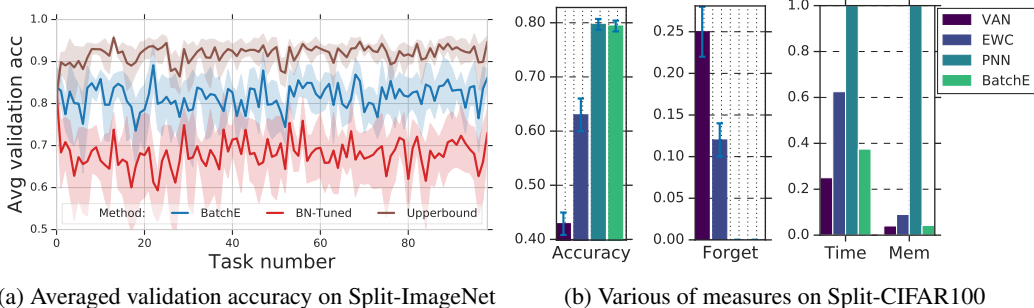 Avg validation acc
1.0
0.9
0.8
0.7
0.6
0.5
0
20
40
60
80
Task number
Method: BatchE BN-Tuned Upperbound
0.80
0.70
0.60
0.50
0.40
Accuracy
0.25
0.20
0.15
0.10
0.05
0.00
Forget
1.0
0.8
0.6
0.4
0.2
0.0
Time Mem
VAN
EWC
PNN
BatchE
(a) Averaged validation accuracy on Split-ImageNet
(b) Various of measures on Split-CIFAR100